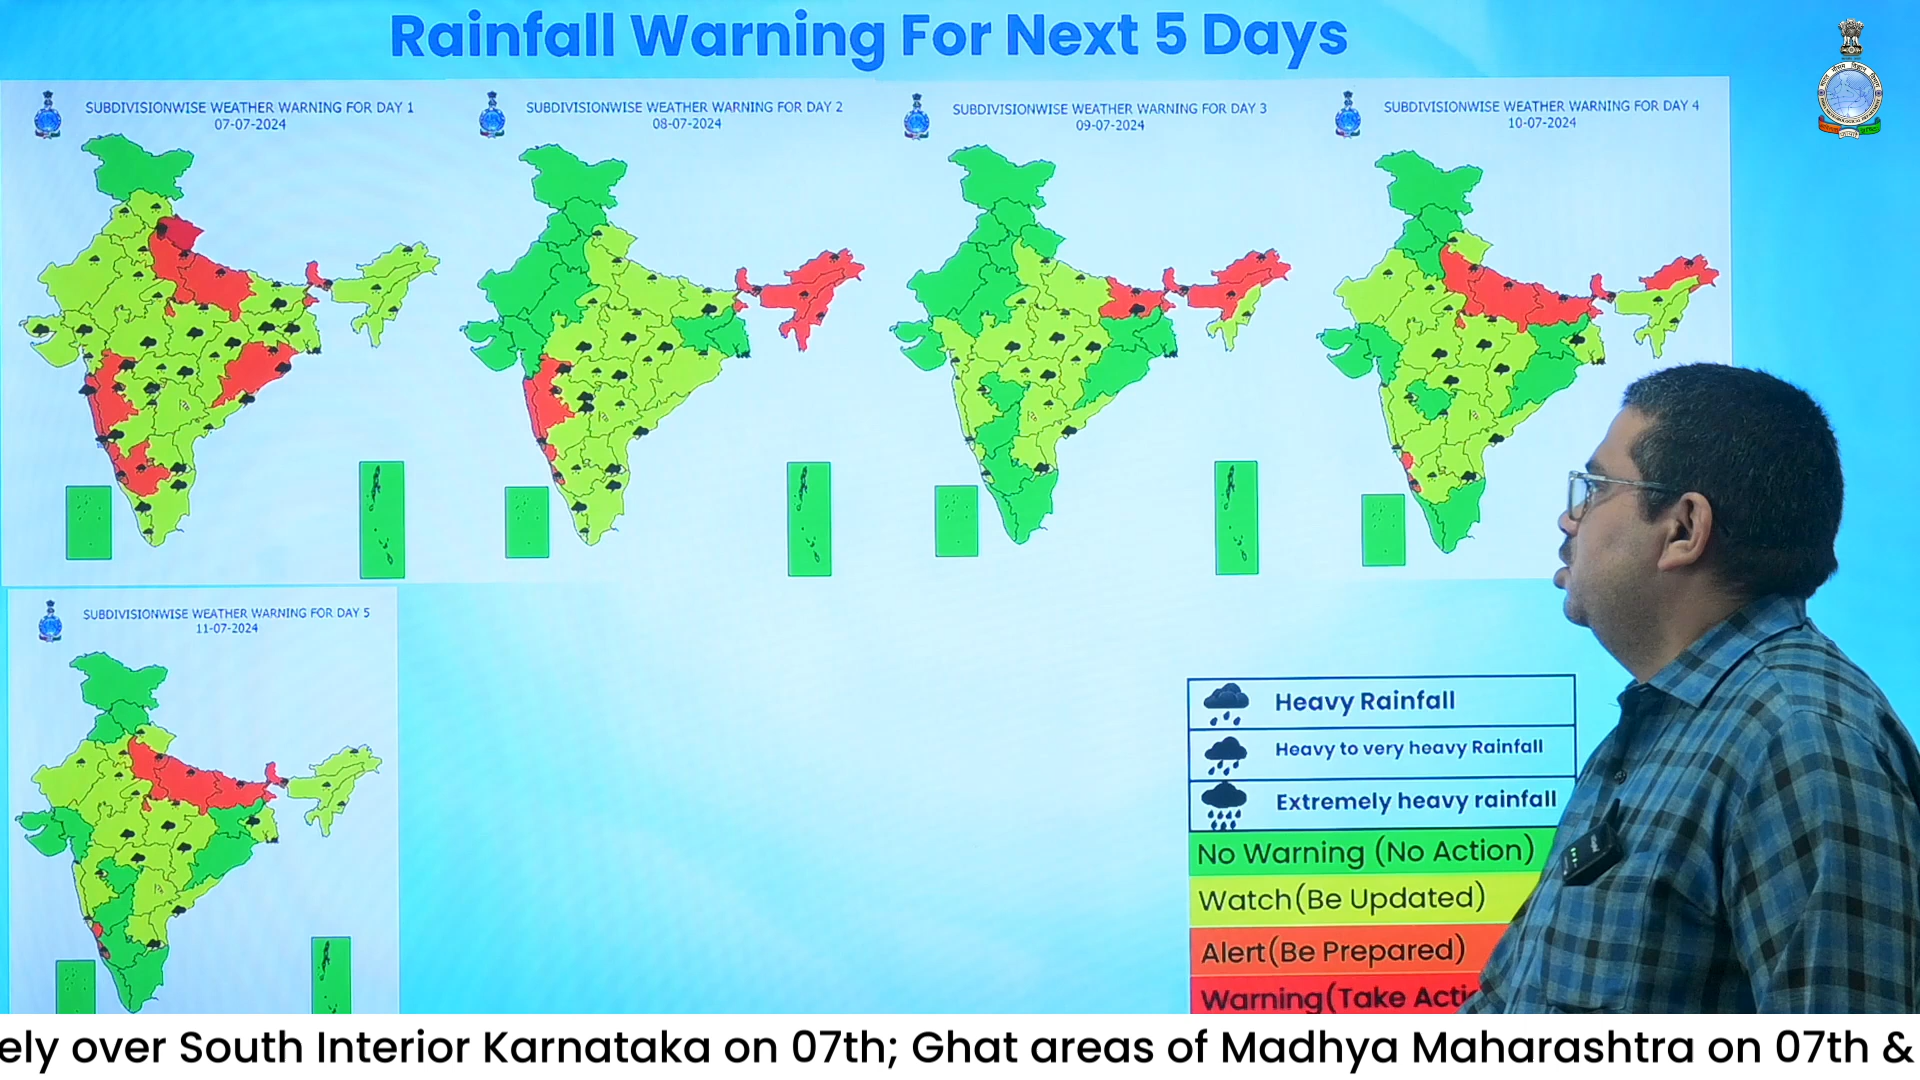 Rainfall Warning For Next 5 Days
SUBDIVISIONWISE WEATHER WARNING FOR DAY 1
07-07-2024
SUBDIVISIONWISE WEATHER WARNING FOR DAY 2
08-07-2024
SUBDIVISIONWISE WEATHER WARNING FOR DAY 3
09-07-2024
SUBDIVISIONWISE WEATHER WARNING FOR DAY 4
10-07-2024
SUBDIVISIONWISE WEATHER WARNING FOR DAY 5
11-07-2024
Heavy Rainfall
Heavy to very heavy Rainfall
Extremely heavy rainfall
No Warning (No Action)
Watch(Be Updated)
Alert(Be Prepared)
Warning(Take Acti
ely over South Interior Karnataka on 07th; Ghat areas of Madhya Maharashtra on 07th &